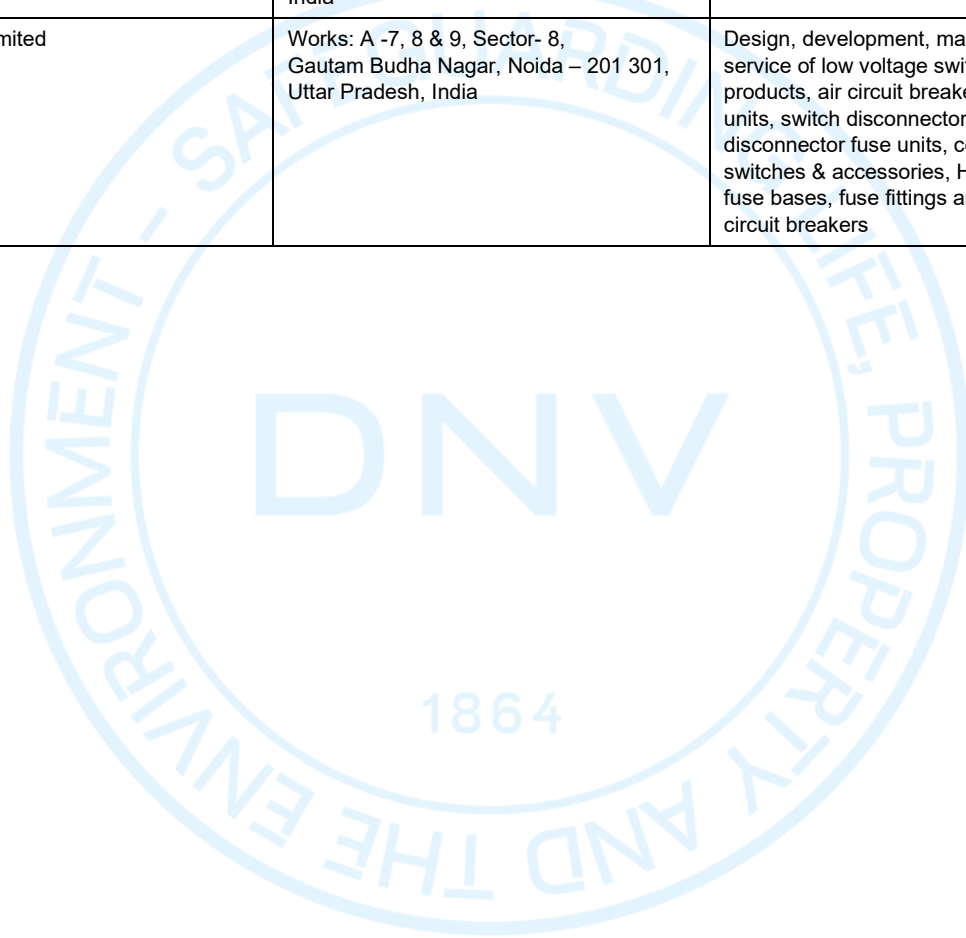 India
mited
Works: A -7, 8 & 9, Sector- 8,
Gautam Budha Nagar, Noida – 201 301,
Uttar Pradesh, India
Design, development, ma
service of low voltage swi
products, air circuit break
units, switch disconnector
disconnector fuse units, c
switches & accessories, H
fuse bases, fuse fittings a
circuit breakers
SAFEGUARDING LIFE, PROPERTY AND THE ENVIRONMENT –
DNV
1864